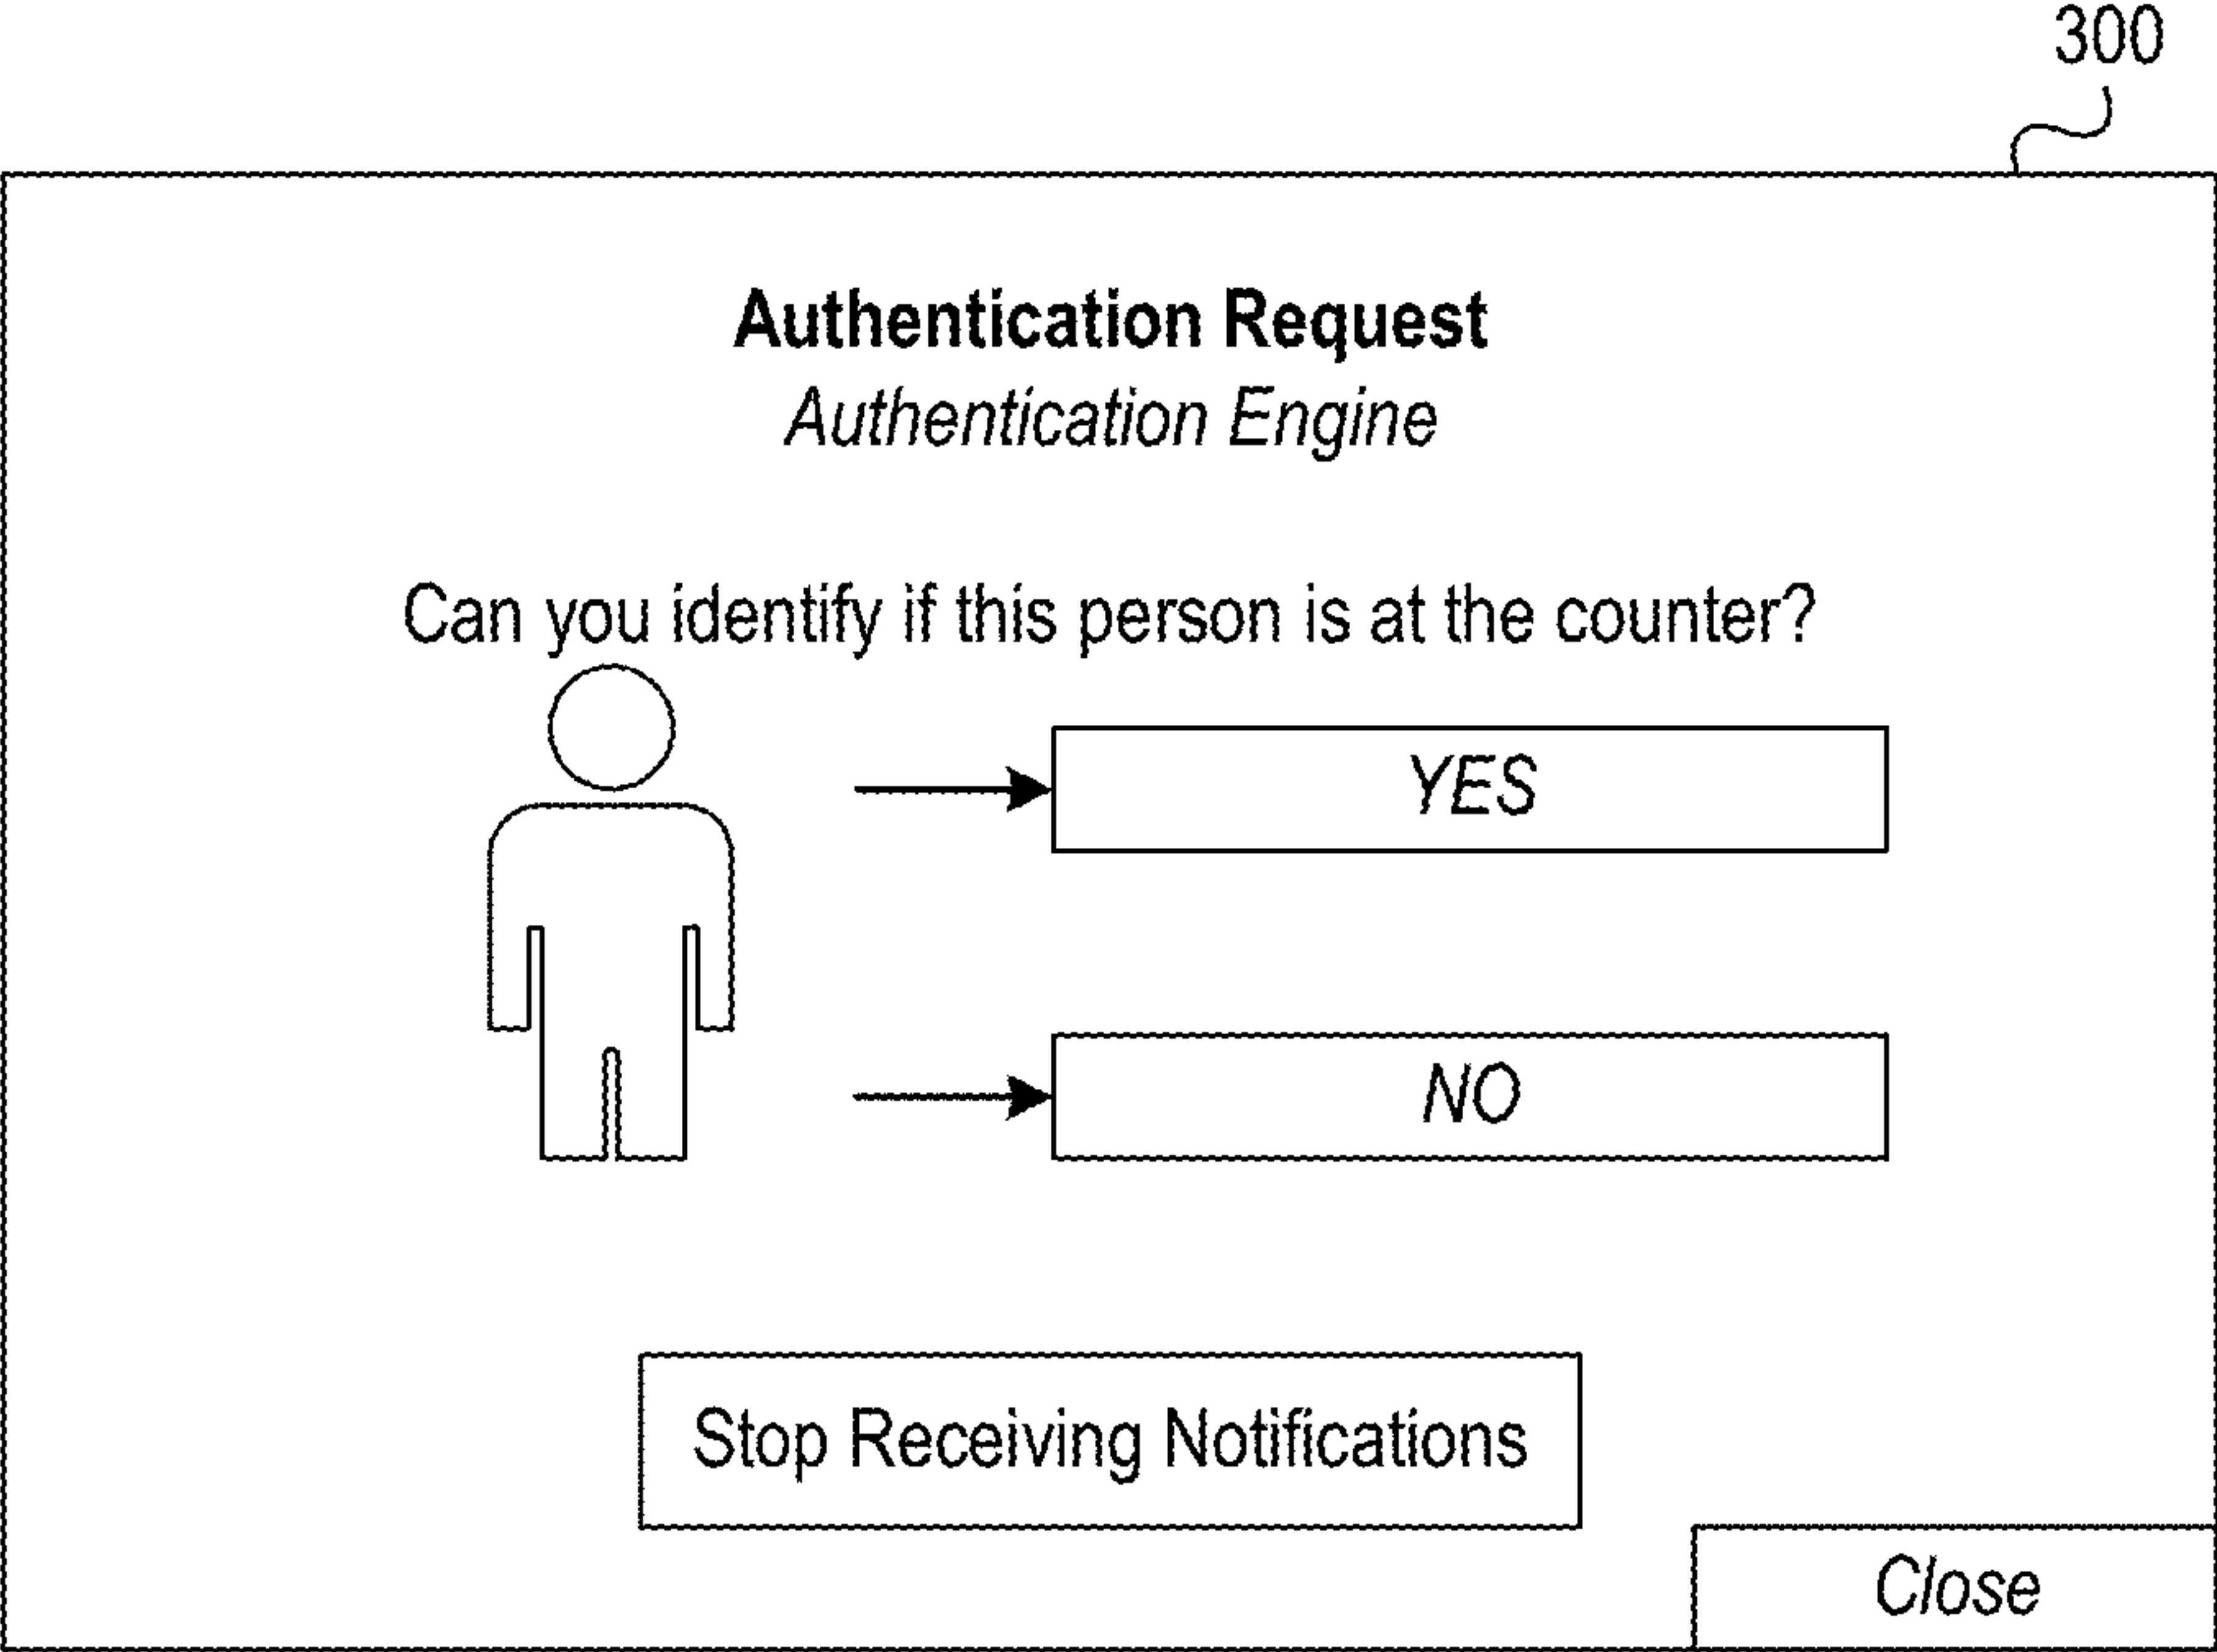 300
Authentication Request
Authentication Engine
Can you identify if this person is at the counter?
YES
NO
Stop Receiving Notifications
Close